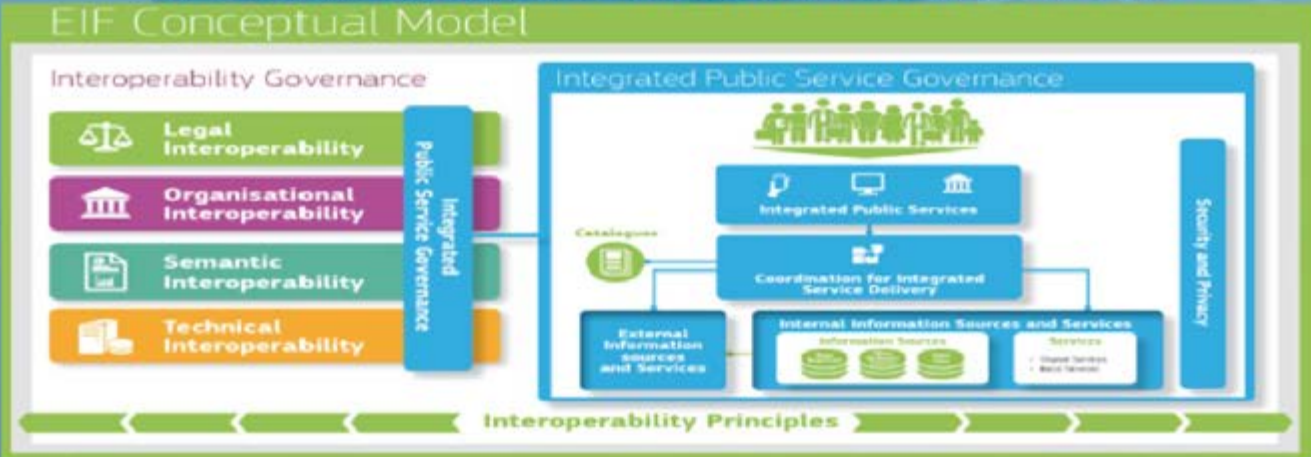 EIF Conceptual Model
Interoperability Governance
Legal
Interoperability
Organisational
Interoperability
Semantic
Interoperability
Technical
Interoperability
Integrated
Public Service Governance
Integrated Public Service Governance
Integrated Public Services
Catalogues
Coordination for Integrated
Service Delivery
External
Information
sources
and Services
Internal Information Sources and Services
Information Sources
Services
Security and Privacy
Interoperability Principles